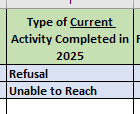 Type of Current
Activity Completed in
2025
Refusal
Unable to Reach